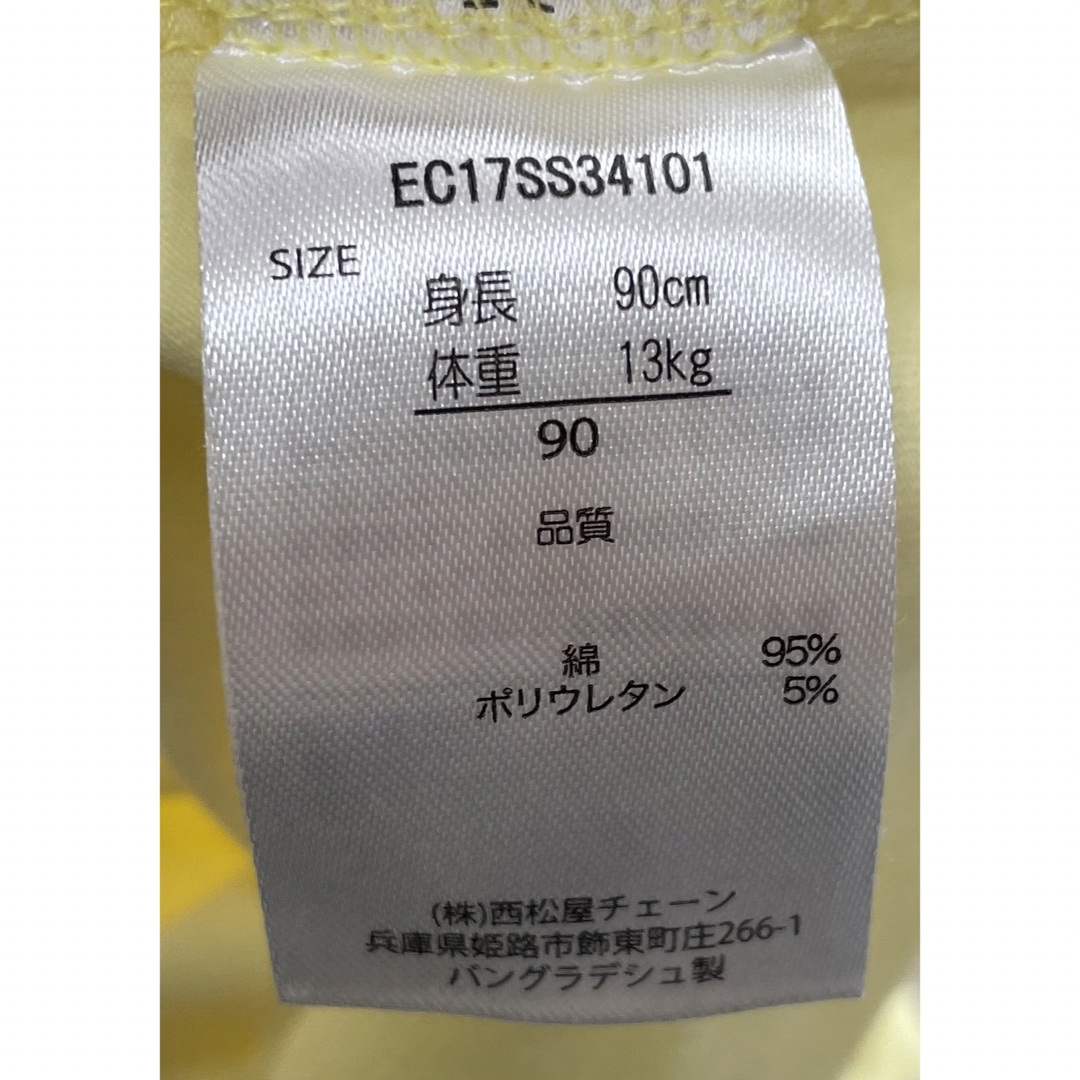 EC17SS34101
SIZE
身長 90cm
体重 13kg
90
品質
綿 95%
ポリウレタン 5%
(株)西松屋チェーン
兵庫県姫路市飾東町庄266-1
バングラデシュ製